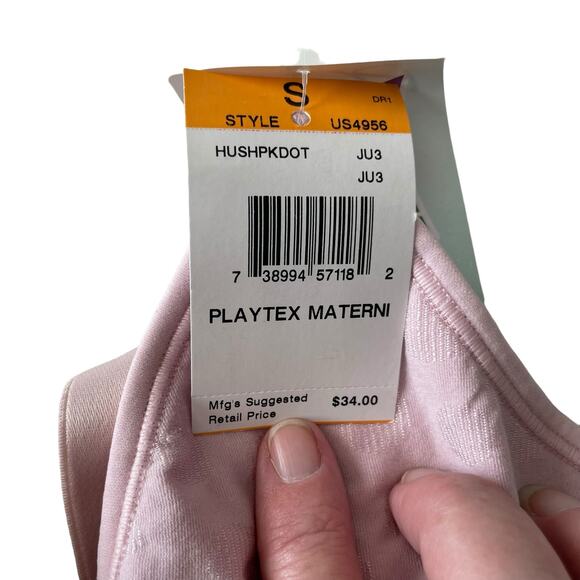 S
DR1
STYLE US4956
HUSHPKDOT JU3
JU3
7 38994 57118 2
PLAYTEX MATERNI
Mfg's Suggested
Retail Price $34.00